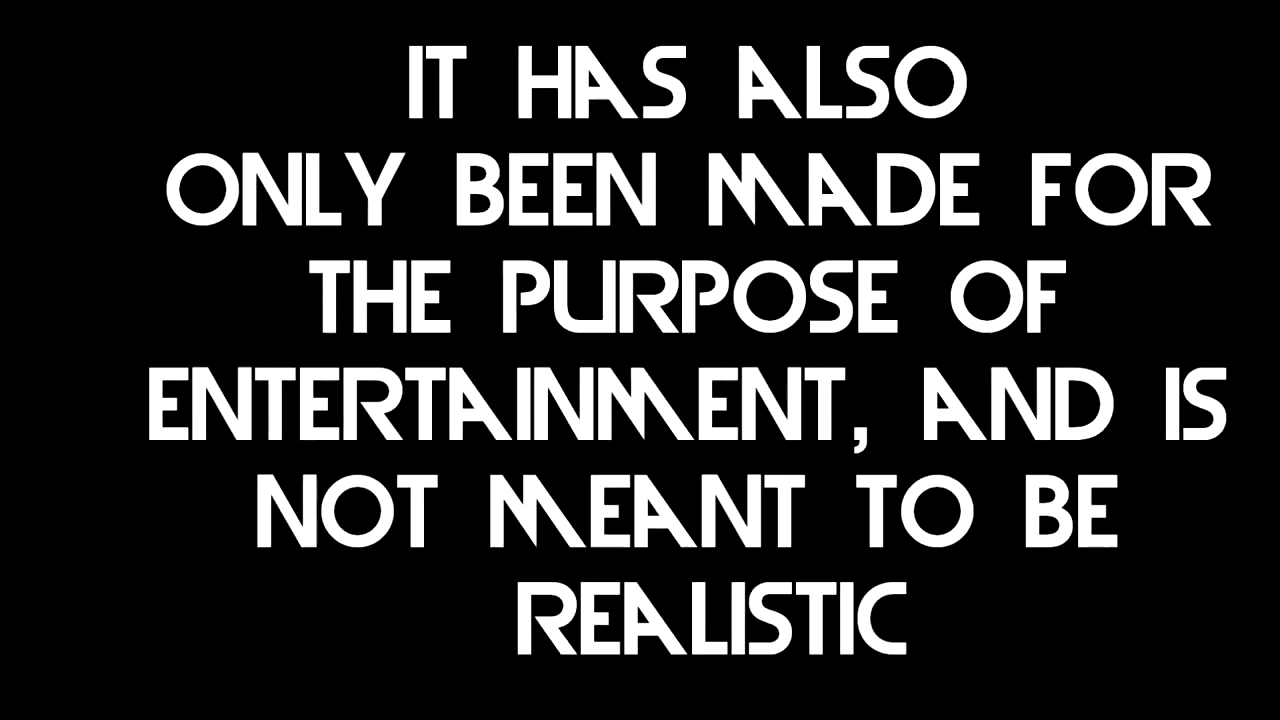 IT HAS ALSO
ONLY BEEN MADE FOR
THE PURPOSE OF
ENTERTAINMENT, AND IS
NOT MEANT TO BE
REALISTIC